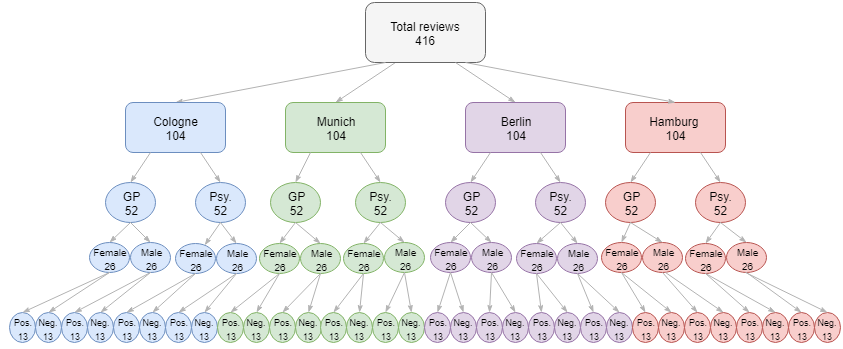 Total reviews
416
Cologne
104
Munich
104
Berlin
104
Hamburg
104
GP
52
Psy.
52
GP
52
Psy.
52
GP
52
Psy.
52
GP
52
Psy.
52
Female
26
Male
26
Female
26
Male
26
Female
26
Male
26
Female
26
Male
26
Female
26
Male
26
Female
26
Male
26
Female
26
Male
26
Female
26
Male
26
Pos.
13
Neg.
13
Pos.
13
Neg.
13
Pos.
13
Neg.
13
Pos.
13
Neg.
13
Pos.
13
Neg.
13
Pos.
13
Neg.
13
Pos.
13
Neg.
13
Pos.
13
Neg.
13
Pos.
13
Neg.
13
Pos.
13
Neg.
13
Pos.
13
Neg.
13
Pos.
13
Neg.
13
Pos.
13
Neg.
13
Pos.
13
Neg.
13
Pos.
13
Neg.
13
Pos.
13
Neg.
13